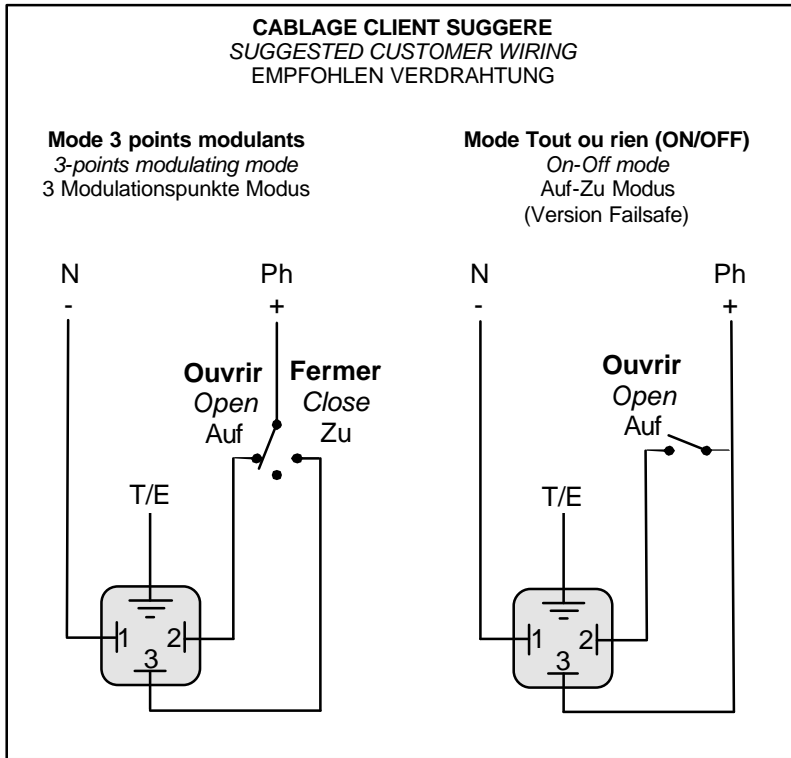 CABLAGE CLIENT SUGGERE
SUGGESTED CUSTOMER WIRING
EMPFOHLEN VERDRAHTUNG
Mode 3 points modulants
3-points modulating mode
3 Modulationspunkte Modus
N
Ph
-
+
Ouvrir
Open
Auf
Fermer
Close
Zu
T/E
1
2
3
Mode Tout ou rien (ON/OFF)
On-Off mode
Auf-Zu Modus
(Version Failsafe)
N
Ph
-
+
Ouvrir
Open
Auf
T/E
1
2
3